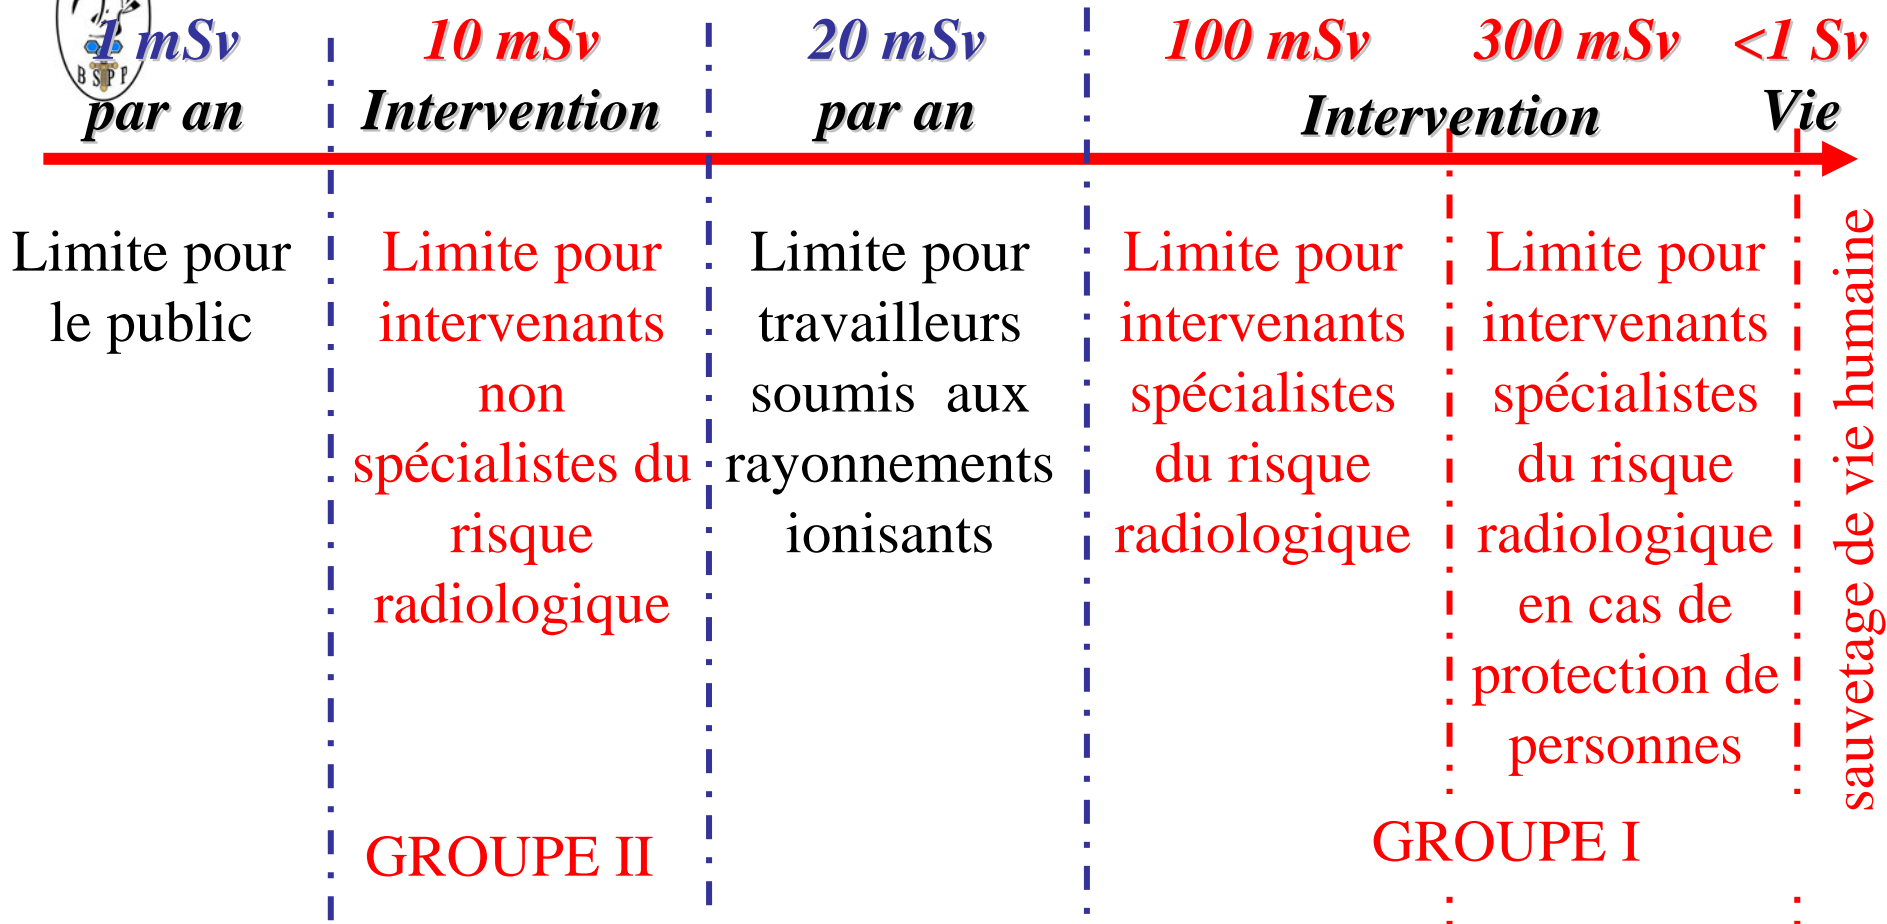 1 mSv
par an
Limite pour
le public
10 mSv
Intervention
Limite pour
intervenants
non
spécialistes du
risque
radiologique
GROUPE II
20 mSv
par an
Limite pour
travailleurs
soumis aux
rayonnements
ionisants
100 mSv 300 mSv
Intervention
Limite pour
intervenants
spécialistes
du risque
radiologique
Limite pour
intervenants
spécialistes
du risque
radiologique
en cas de
protection de
personnes
GROUPE I
<1 Sv
Vie
sauvetage de vie humaine
BSPP